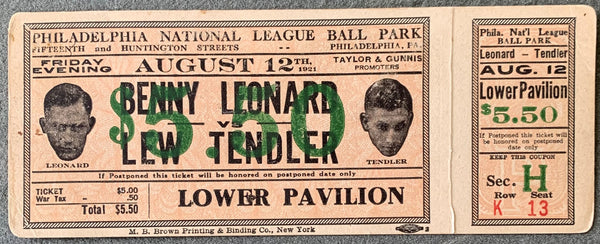 PHILADELPHIA NATIONAL LEAGUE BALL PARK
FIFTEENTH AND HUNTINGTON STREETS -- -- PHILADELPHIA, PA.
FRIDAY EVENING AUGUST 12TH, 1921 TAYLOR & GUNNIS PROMOTERS
$5.50
BENNY LEONARD
VS
LEW TENDLER
LEONARD
TENDLER
If Postponed this ticket will be honored on postponed date only
TICKET $5.00
War Tax - .50
Total $5.50
LOWER PAVILION
M. B. Brown Printing & Binding Co., New York
Phila. Nat'l League
BALL PARK
Leonard - Tendler
AUG. 12
Lower Pavilion
$5.50
If Postponed this ticket will
be honored on postponed
date only
KEEP THIS COUPON
Sec. H
Row Seat
K 13